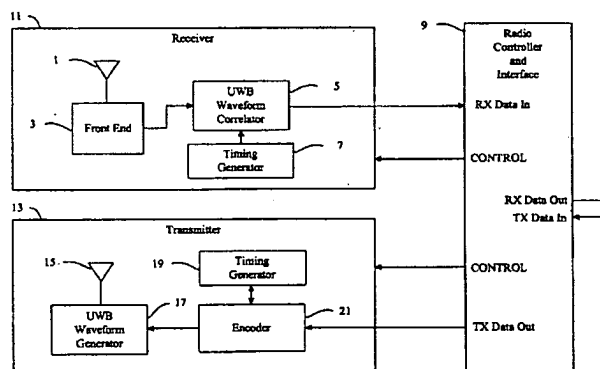 11
Receiver
1
3
Front End
UWB
Waveform
Correlator
5
Timing
Generator
7
9
Radio
Controller
and
Interface
RX Data In
CONTROL
RX Data Out
TX Data In
CONTROL
TX Data Out
13
Transmitter
15
19
Timing
Generator
UWB
Waveform
Generator
17
Encoder
21